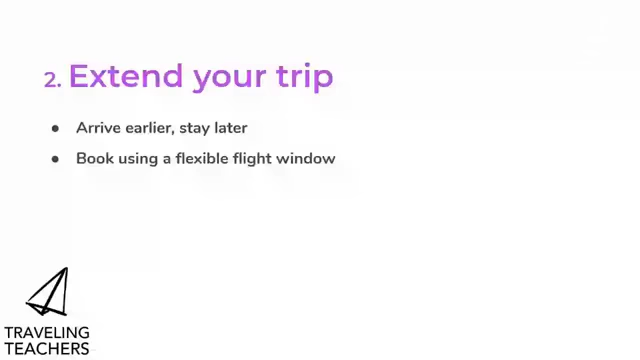 2. Extend your trip
● Arrive earlier, stay later
● Book using a flexible flight window
TRAVELING
TEACHERS